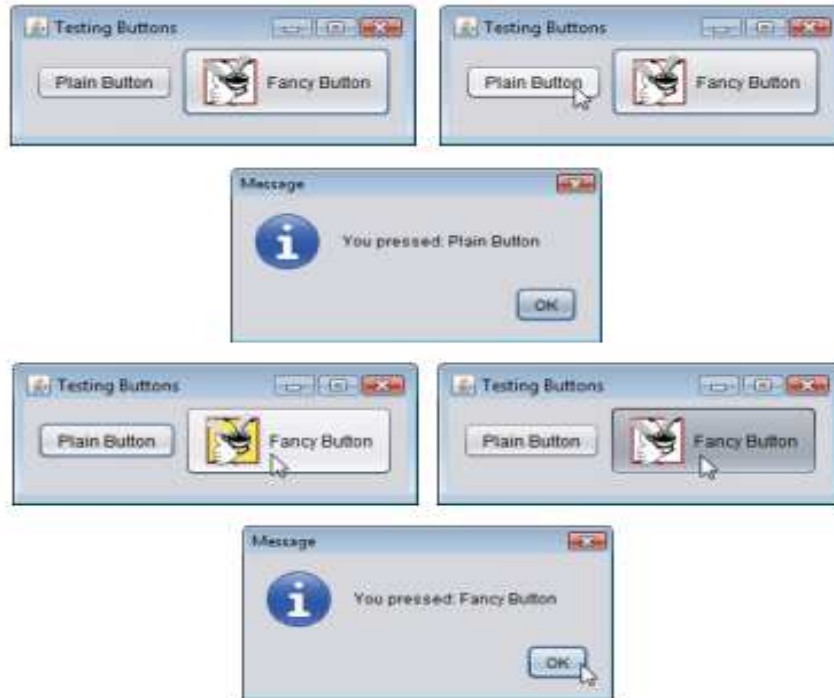 Testing Buttons
Plain Button
Fancy Button
Testing Buttons
Plain Button
Fancy Button
Message
You pressed: Plain Button
OK
Testing Buttons
Plain Button
Fancy Button
Testing Buttons
Plain Button
Fancy Button
Message
You pressed: Fancy Button
OK